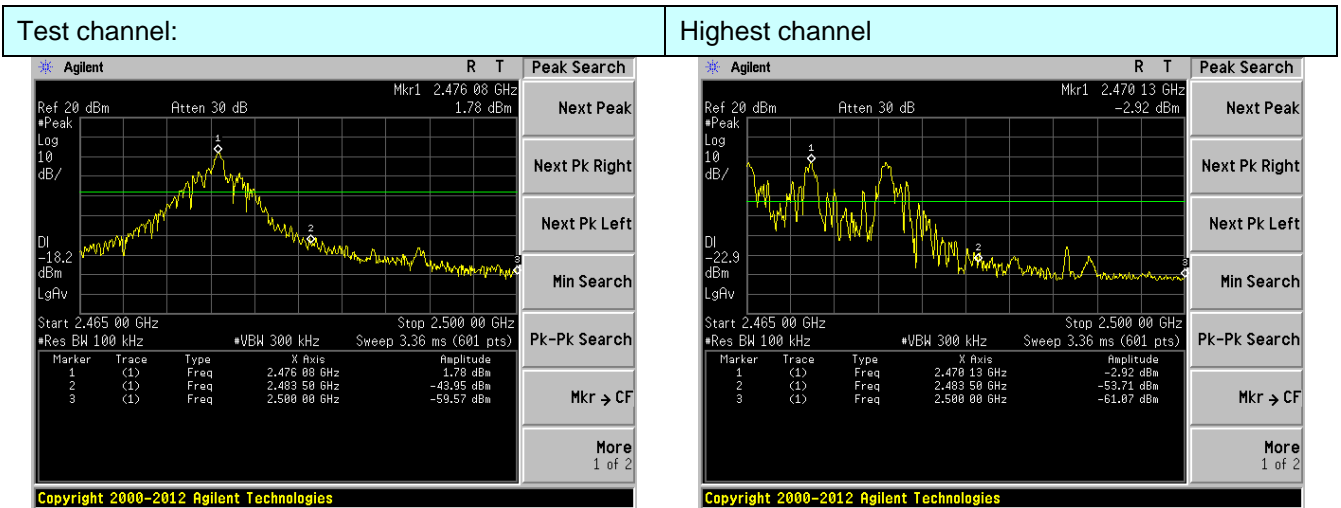 Test channel: Highest channel
Agilent R T Peak Search
Mkr1 2.476 08 GHz
Ref 20 dBm Atten 30 dB 1.78 dBm
#Peak
Log
10
dB/
1
2
3
DI
-18.2
dBm
LgAv
Start 2.465 00 GHz Stop 2.500 00 GHz
#Res BW 100 kHz #VBW 300 kHz Sweep 3.36 ms (601 pts)
Marker Trace Type X Axis Amplitude
1 (1) Freq 2.476 08 GHz 1.78 dBm
2 (1) Freq 2.483 50 GHz -43.95 dBm
3 (1) Freq 2.500 00 GHz -59.57 dBm
Next Peak
Next Pk Right
Next Pk Left
Min Search
Pk-Pk Search
Mkr → CF
More
1 of 2
Copyright 2000-2012 Agilent Technologies
Agilent R T Peak Search
Mkr1 2.470 13 GHz
Ref 20 dBm Atten 30 dB -2.92 dBm
#Peak
Log
10
dB/
1
2
3
DI
-22.9
dBm
LgAv
Start 2.465 00 GHz Stop 2.500 00 GHz
#Res BW 100 kHz #VBW 300 kHz Sweep 3.36 ms (601 pts)
Marker Trace Type X Axis Amplitude
1 (1) Freq 2.470 13 GHz -2.92 dBm
2 (1) Freq 2.483 50 GHz -53.71 dBm
3 (1) Freq 2.500 00 GHz -61.07 dBm
Next Peak
Next Pk Right
Next Pk Left
Min Search
Pk-Pk Search
Mkr → CF
More
1 of 2
Copyright 2000-2012 Agilent Technologies